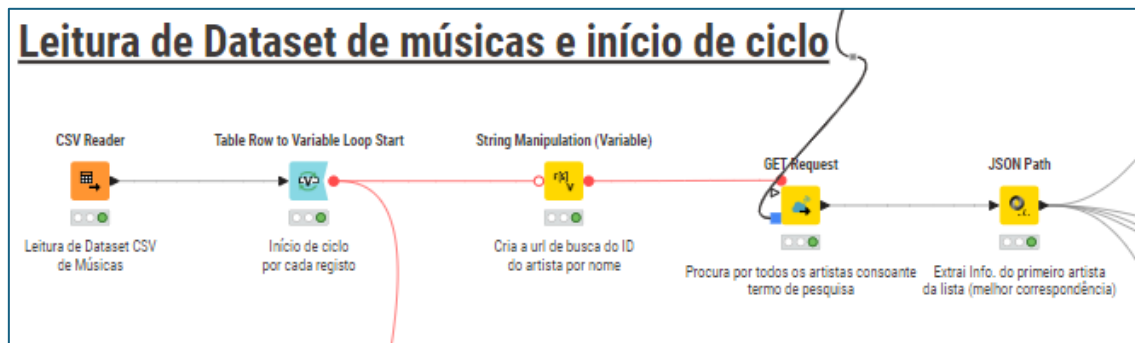 Leitura de Dataset de músicas e início de ciclo
CSV Reader
Table Row to Variable Loop Start
String Manipulation (Variable)
GET Request
JSON Path
Leitura de Dataset CSV
de Músicas
Início de ciclo
por cada registo
Cria a url de busca do ID
do artista por nome
Procura por todos os artistas consoante
termo de pesquisa
Extrai Info. do primeiro artista
da lista (melhor correspondência)